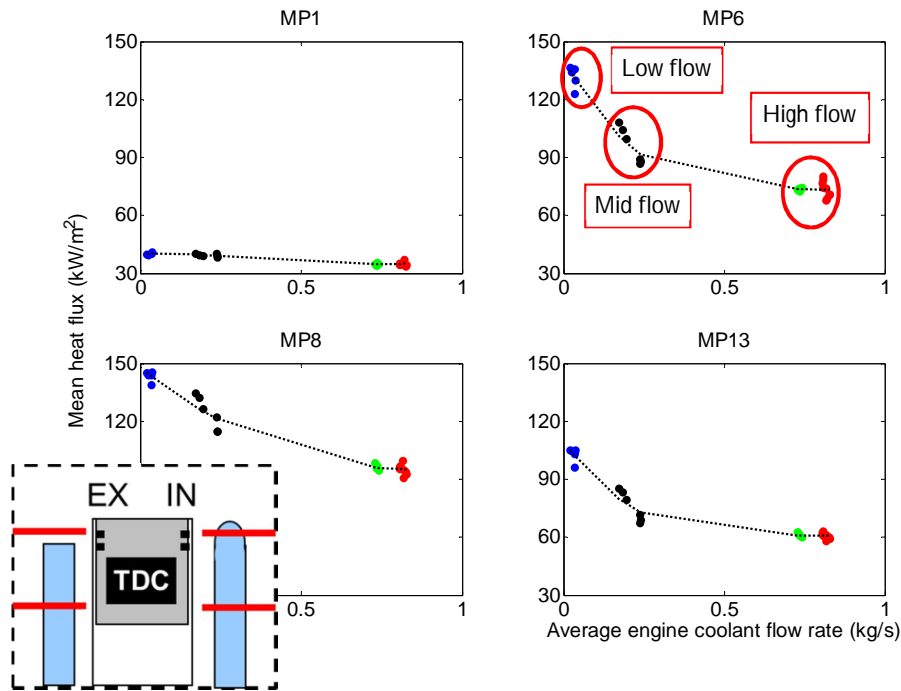 MP1
MP6
150
120
90
60
30
0
0.5
1
150
120
90
60
30
0
0.5
1
Low flow
High flow
Mid flow
Mean heat flux (kW/m²)
MP8
MP13
150
120
0.5
1
150
120
90
60
30
0
0.5
1
EX IN
TDC
Average engine coolant flow rate (kg/s)